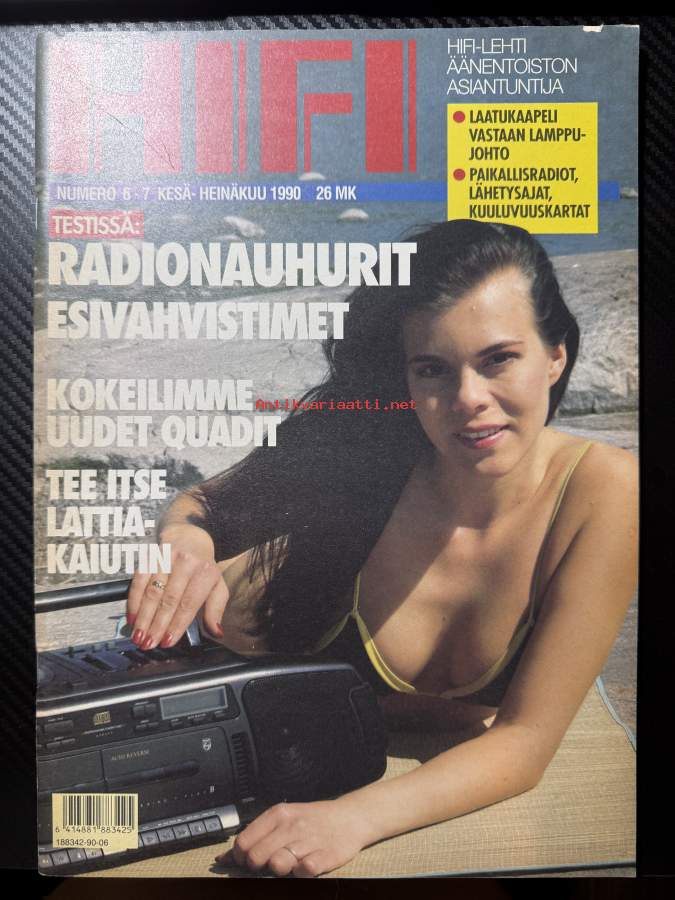 HIFI
HIFI-LEHTI
ÄÄNENTOISTON
ASIANTUNTIJA
● LAATUKAAPELI
VASTAAN LAMPPU-
JOHTO
● PAIKALLISRADIOT,
LÄHETYSAJAT,
KUULUVUUSKARTAT
NUMERO 6-7 KESÄ-HEINÄKUU 1990 26 MK
TESTISSÄ:
RADIONAUHURIT
ESIVAHVISTIMET
KOKEILIMME
UUDET QUADIT
Antikvariaatti.net
TEE ITSE
LATTIA-
KAIUTIN
AUTO REVERSE
PHILIPS
6 414881 883425
188342-90-06